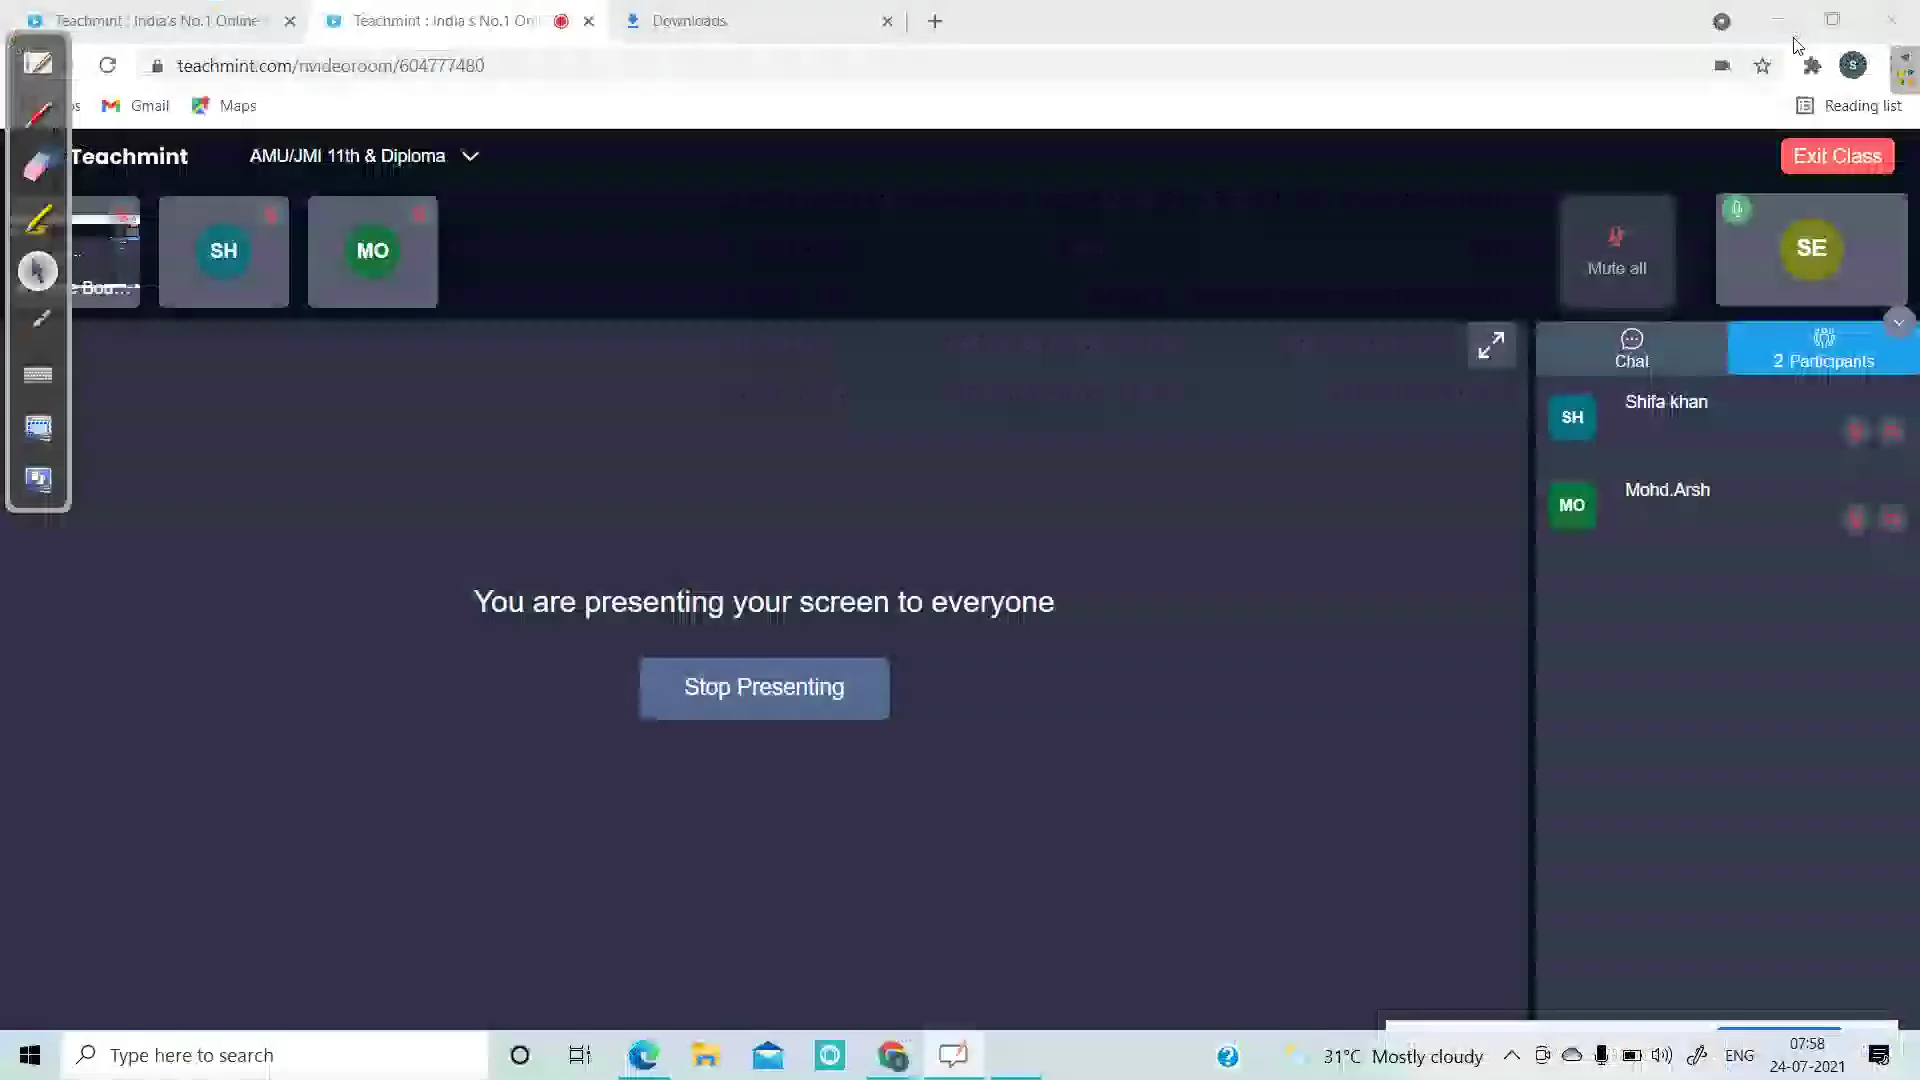 Teachmint : India's No.1 Online
Teachmint : India's No.1 Onl
Downloads
teachmint.com/nvideoroom/604777480
S
Gmail
Maps
Reading list
Teachmint
AMU/JMI 11th & Diploma
Exit Class
SH
MO
Mute all
SE
Chat
2 Participants
SH
Shifa khan
MO
Mohd.Arsh
You are presenting your screen to everyone
Stop Presenting
Type here to search
31°C Mostly cloudy
ENG
07:58
24-07-2021